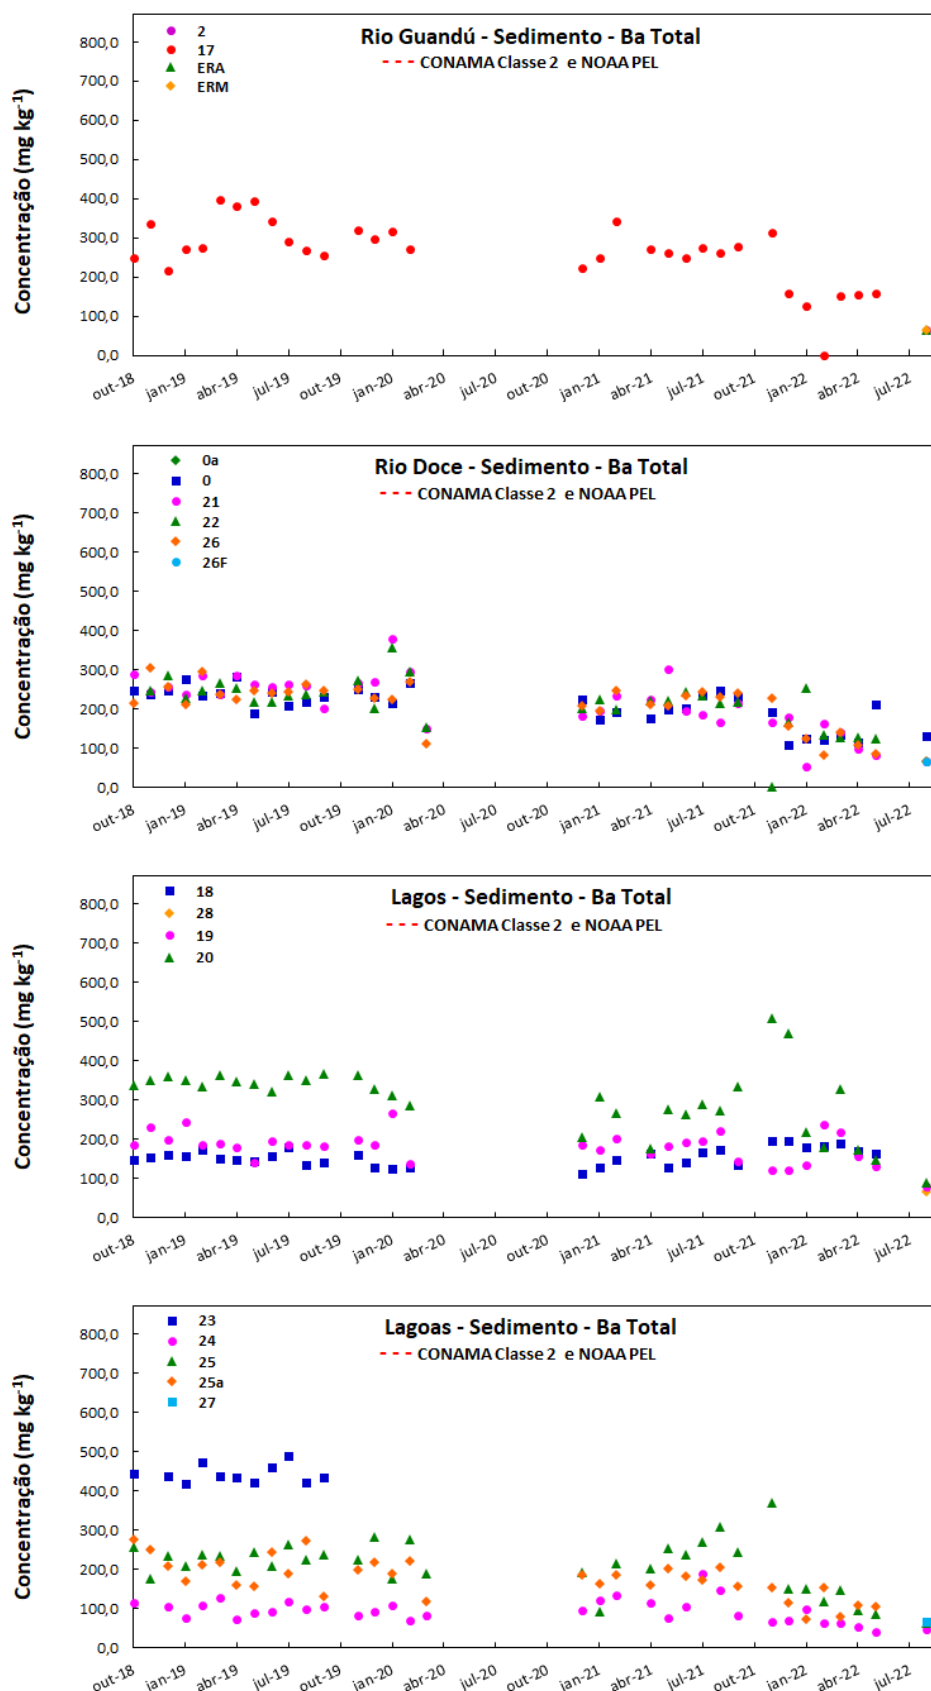 Rio Guandú - Sedimento - Ba Total
CONAMA Classe 2 e NOAA PEL
2
17
ERA
ERM
Concentração (mg kg-1)
800,0
700,0
600,0
500,0
400,0
300,0
200,0
100,0
0,0
out-18
jan-19
abr-19
jul-19
out-19
jan-20
abr-20
jul-20
out-20
jan-21
abr-21
jul-21
out-21
jan-22
abr-22
jul-22
Rio Doce - Sedimento - Ba Total
CONAMA Classe 2 e NOAA PEL
0a
0
21
22
26
26F
Concentração (mg kg-1)
800,0
700,0
600,0
500,0
400,0
300,0
200,0
100,0
0,0
out-18
jan-19
abr-19
jul-19
out-19
jan-20
abr-20
jul-20
out-20
jan-21
abr-21
jul-21
out-21
jan-22
abr-22
jul-22
Lagos - Sedimento - Ba Total
CONAMA Classe 2 e NOAA PEL
18
28
19
20
Concentração (mg kg-1)
800,0
700,0
600,0
500,0
400,0
300,0
200,0
100,0
0,0
out-18
jan-19
abr-19
jul-19
out-19
jan-20
abr-20
jul-20
out-20
jan-21
abr-21
jul-21
out-21
jan-22
abr-22
jul-22
Lagoas - Sedimento - Ba Total
CONAMA Classe 2 e NOAA PEL
23
24
25
25a
27
Concentração (mg kg-1)
800,0
700,0
600,0
500,0
400,0
300,0
200,0
100,0
0,0
out-18
jan-19
abr-19
jul-19
out-19
jan-20
abr-20
jul-20
out-20
jan-21
abr-21
jul-21
out-21
jan-22
abr-22
jul-22